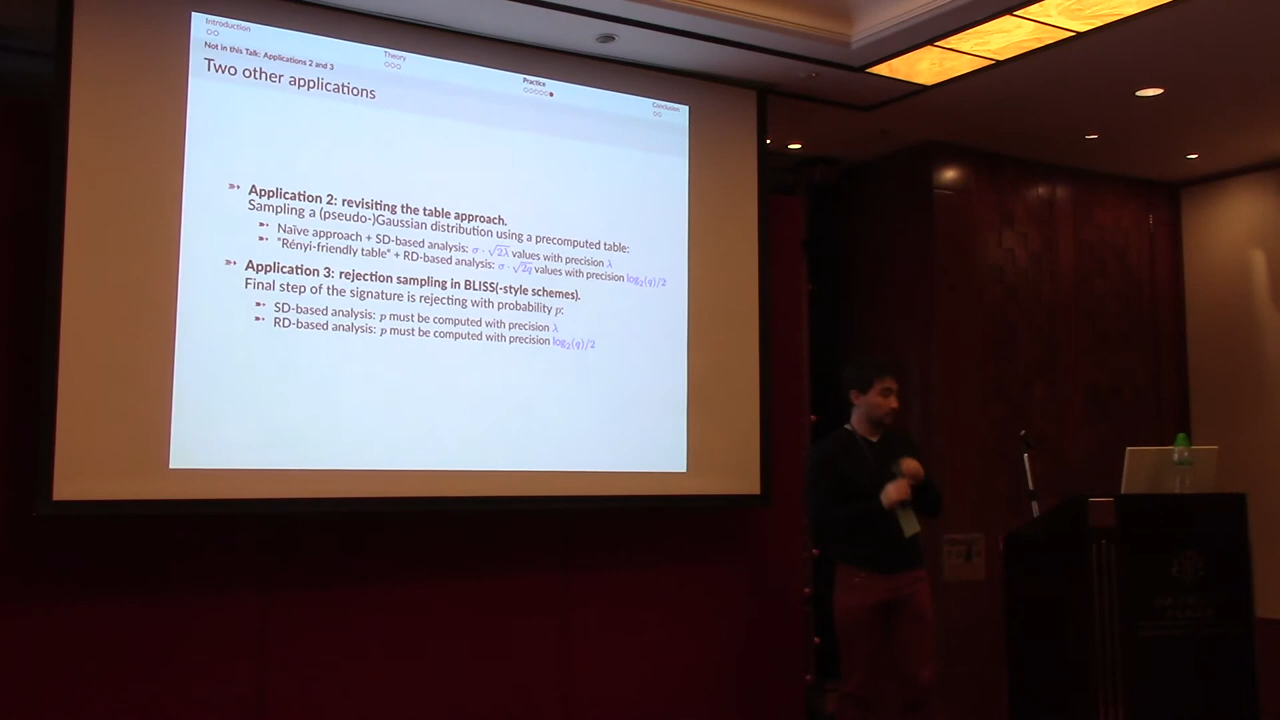 Introduction
Theory
Practice
Conclusion
Not in this Talk: Applications 2 and 3
Two other applications
Application 2: revisiting the table approach.
Sampling a (pseudo-)Gaussian distribution using a precomputed table:
Naïve approach + SD-based analysis: σ · √2λ values with precision λ
"Rényi-friendly table" + RD-based analysis: σ · √2q values with precision log₂(q)/2
Application 3: rejection sampling in BLISS(-style schemes).
Final step of the signature is rejecting with probability p:
SD-based analysis: p must be computed with precision λ
RD-based analysis: p must be computed with precision log₂(q)/2